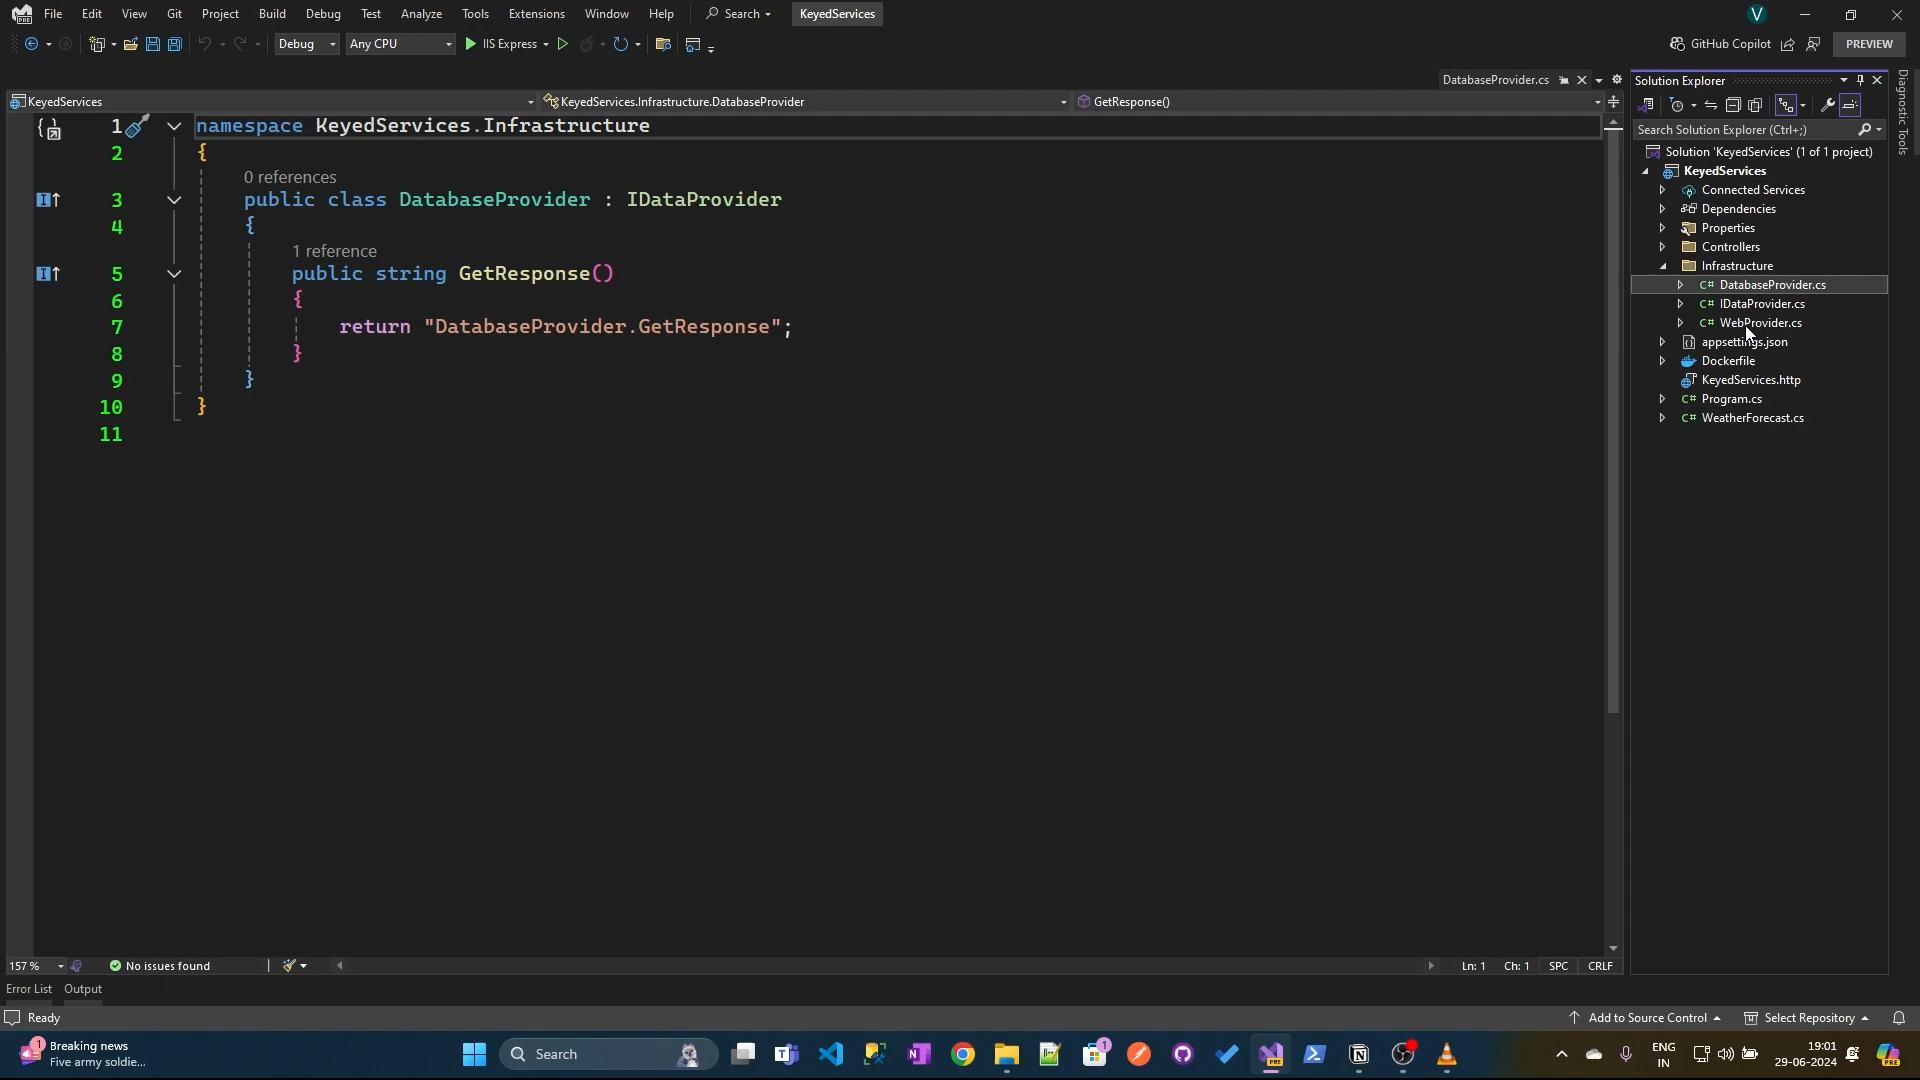 File Edit View Git Project Build Debug Test Analyze Tools Extensions Window Help Search KeyedServices
V
Debug Any CPU IIS Express GitHub Copilot PREVIEW
DatabaseProvider.cs
KeyedServices KeyedServices.Infrastructure.DatabaseProvider GetResponse()
1 namespace KeyedServices.Infrastructure
2 {
0 references
3 public class DatabaseProvider : IDataProvider
4 {
1 reference
5 public string GetResponse()
6 {
7 return "DatabaseProvider.GetResponse";
8 }
9 }
10 }
11
Solution Explorer
Search Solution Explorer (Ctrl+;)
Solution 'KeyedServices' (1 of 1 project)
KeyedServices
Connected Services
Dependencies
Properties
Controllers
Infrastructure
C# DatabaseProvider.cs
C# IDataProvider.cs
C# WebProvider.cs
appsettings.json
Dockerfile
KeyedServices.http
C# Program.cs
C# WeatherForecast.cs
Diagnostic Tools
157 % No issues found Ln: 1 Ch: 1 SPC CRLF
Error List Output
Ready Add to Source Control Select Repository
1 Breaking news
Five army soldie...
Search
1
ENG
IN
19:01
29-06-2024
PRE